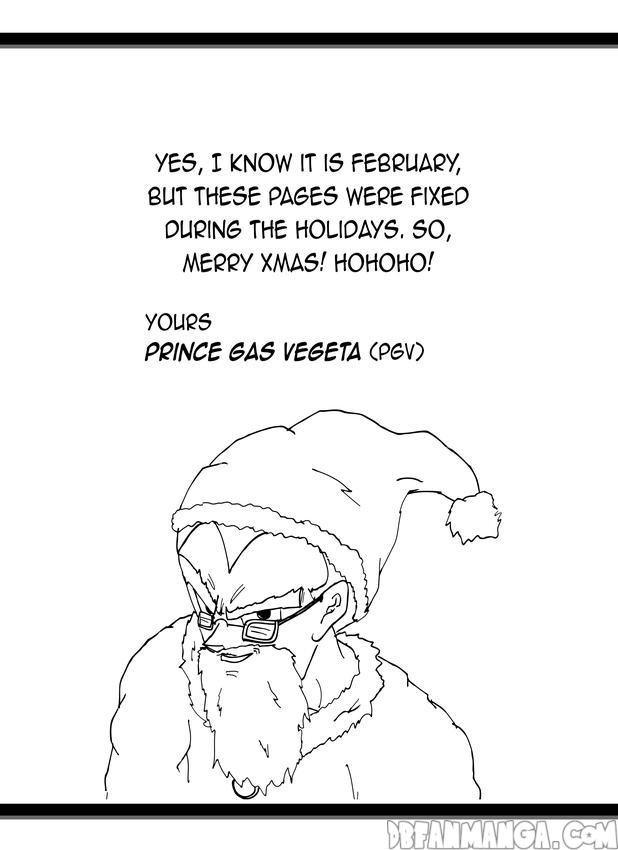 YES, I KNOW IT IS FEBRUARY,
BUT THESE PAGES WERE FIXED
DURING THE HOLIDAYS. SO,
MERRY XMAS! HOHOHO!
YOURS
PRINCE GAS VEGETA (PGV)
DBFANMANGA.COM